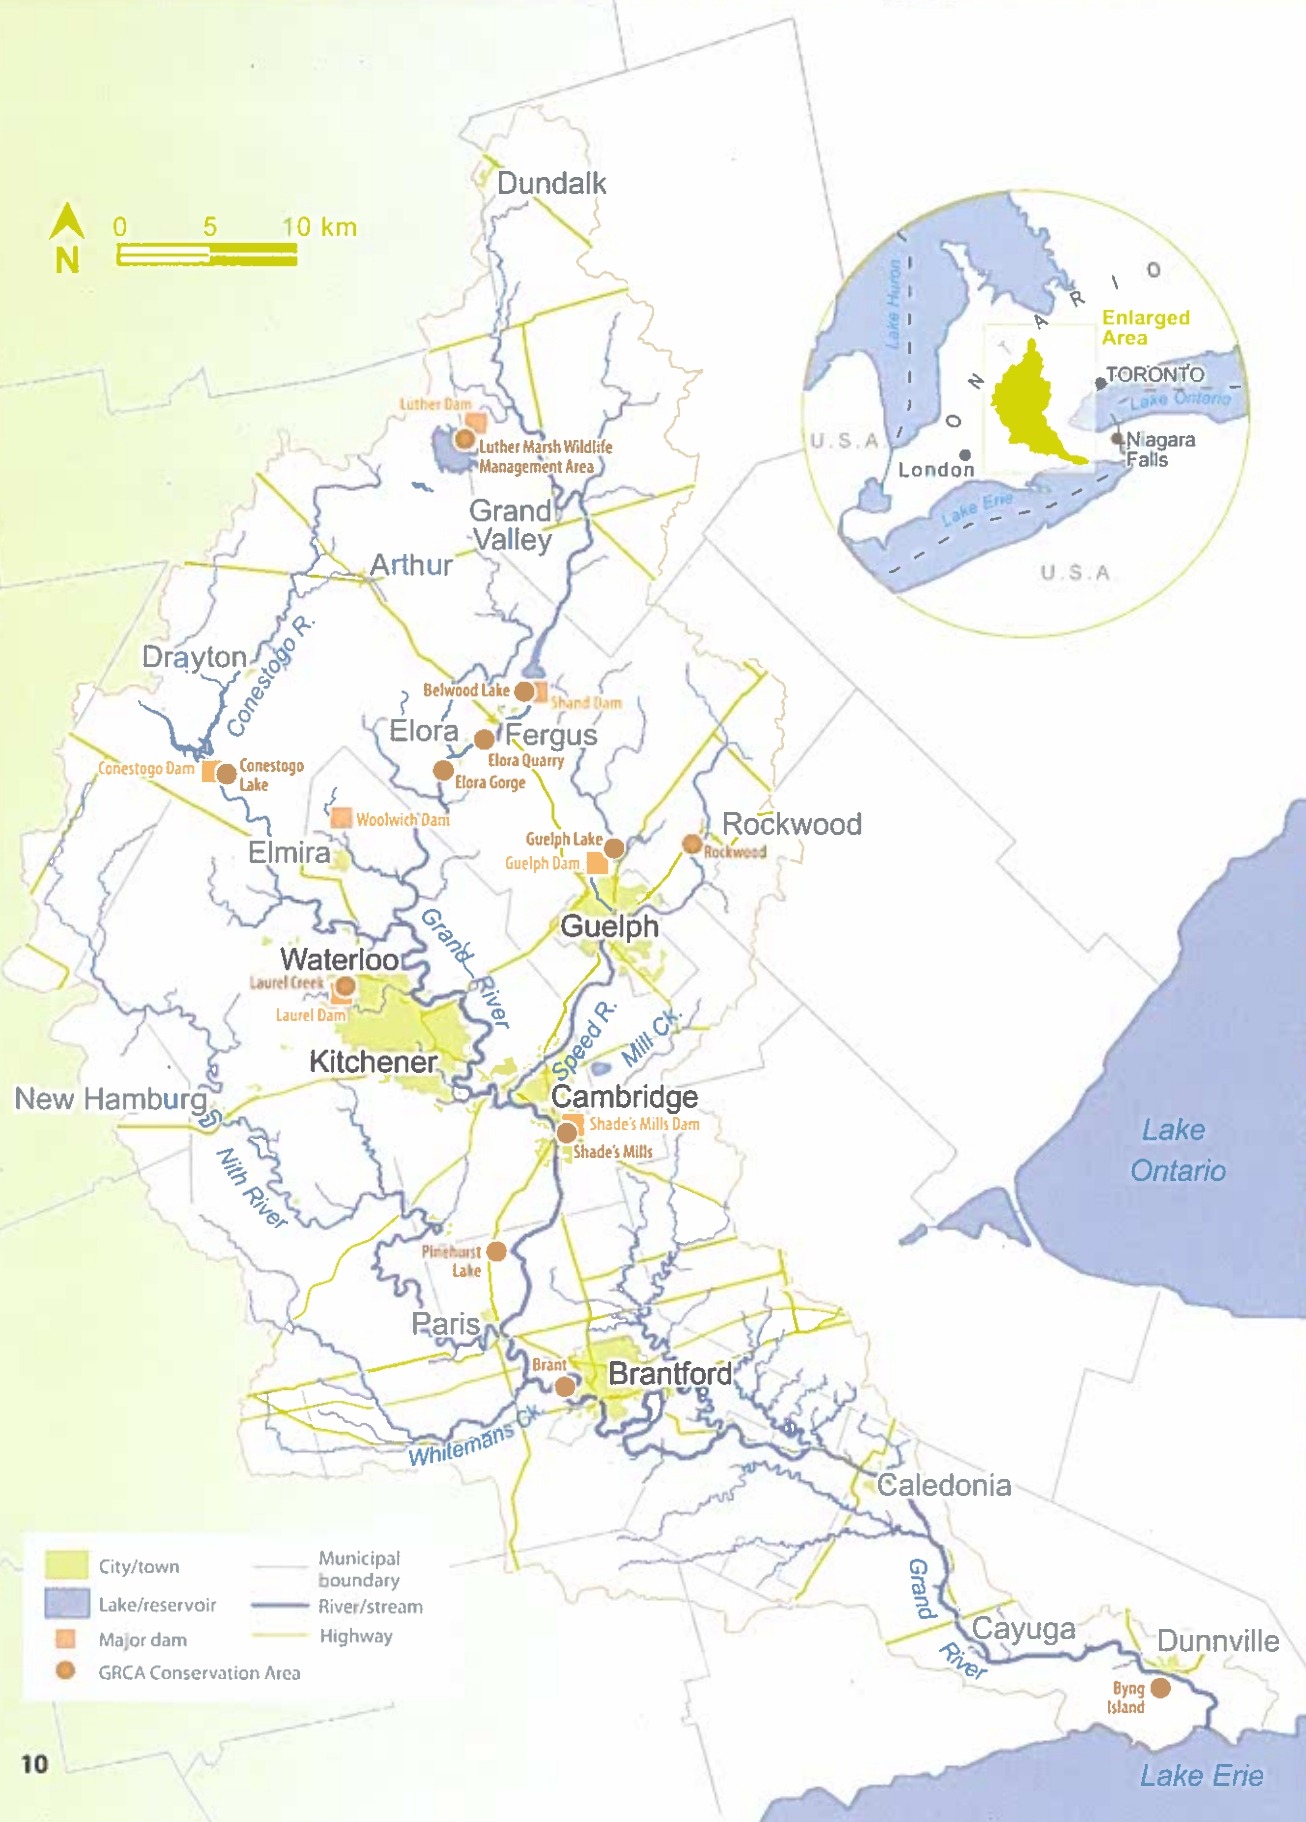 Dundalk
0 5 10 km
N
Lake Huron
ONTARIO
Enlarged
Area
TORONTO
Lake Ontario
U.S.A.
Niagara
Falls
London
Lake Erie
U.S.A.
Luther Dam
Luther Marsh Wildlife
Management Area
Grand
Valley
Arthur
Conestogo R.
Drayton
Belwood Lake
Shand Dam
Elora
Fergus
Elora Quarry
Elora Gorge
Conestogo Dam
Conestogo
Lake
Woolwich Dam
Elmira
Guelph Lake
Guelph Dam
Rockwood
Rockwood
Guelph
Grand River
Waterloo
Laurel Creek
Laurel Dam
Kitchener
Speed R.
Mill Ck.
Cambridge
Shade's Mills Dam
Shade's Mills
New Hamburg
Nith River
Lake
Ontario
Pinehurst
Lake
Paris
Brant
Brantford
Whitemans Ck.
Caledonia
Grand
River
Cayuga
Dunnville
Byng
Island
Lake Erie
City/town
Lake/reservoir
Major dam
GRCA Conservation Area
Municipal
boundary
River/stream
Highway
10